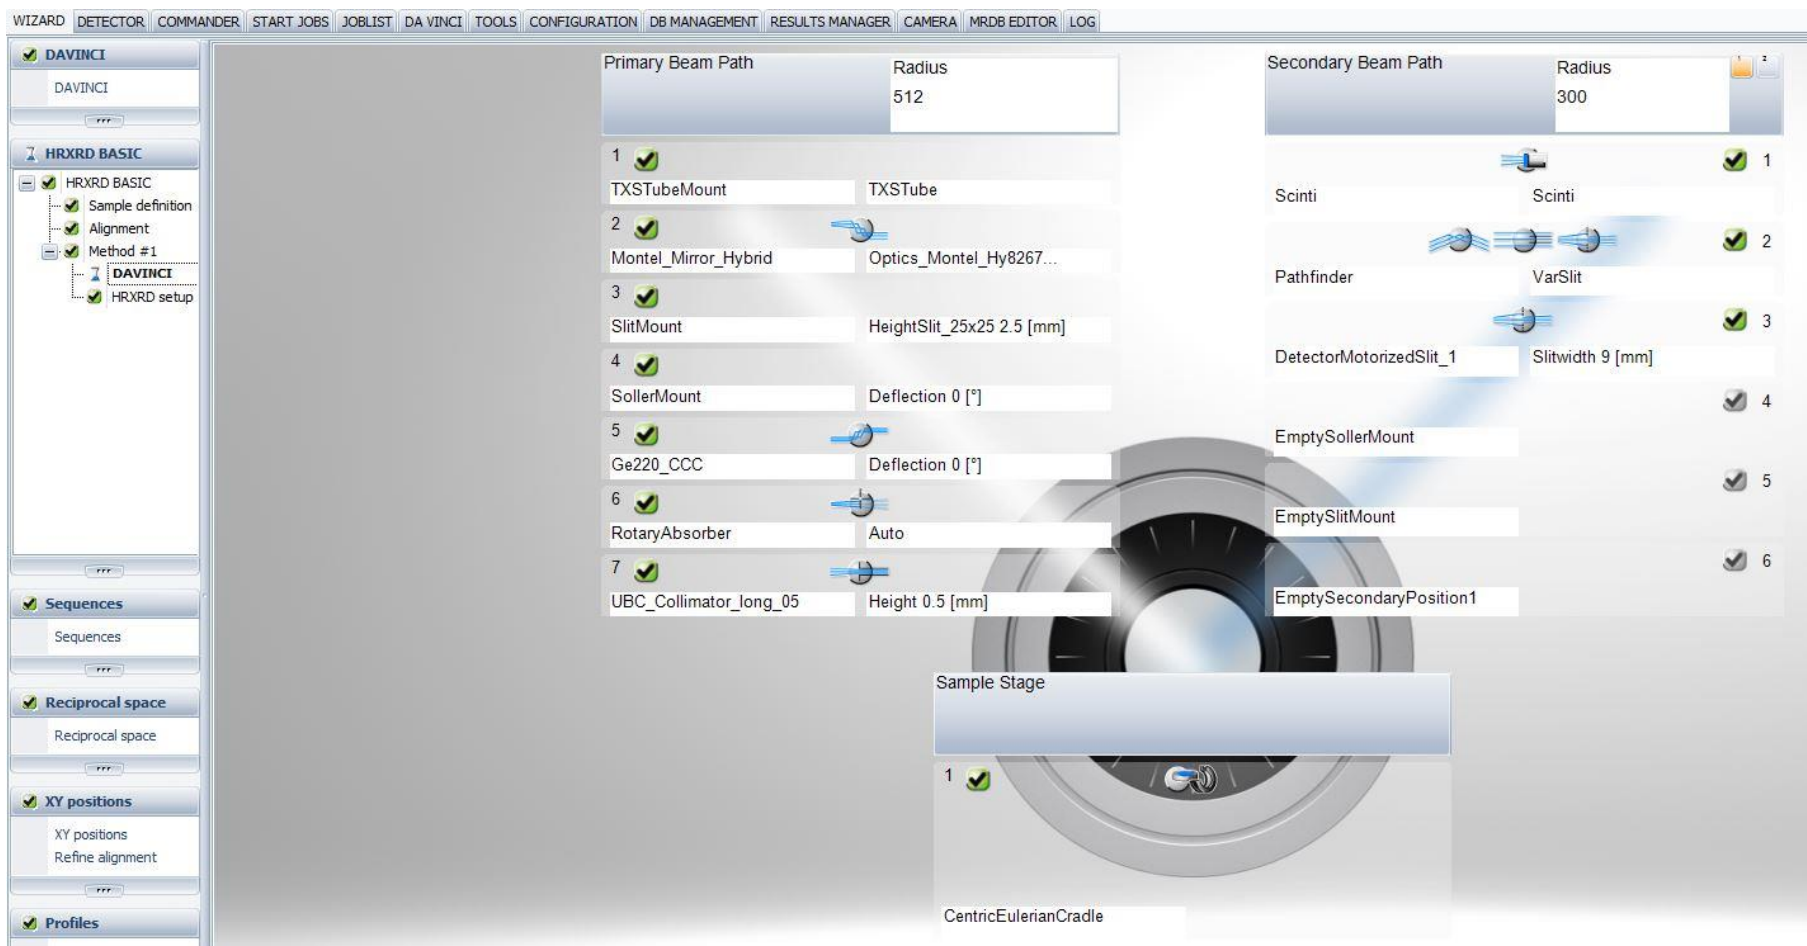 WIZARD DETECTOR COMMANDER START JOBS JOBLIST DA VINCI TOOLS CONFIGURATION DB MANAGEMENT RESULTS MANAGER CAMERA MRDB EDITOR LOG
DAVINCI
DAVINCI
HRXRD BASIC
HRXRD BASIC
Sample definition
Alignment
Method #1
DAVINCI
HRXRD setup
Sequences
Sequences
Reciprocal space
Reciprocal space
XY positions
XY positions
Refine alignment
Profiles
Primary Beam Path
Radius
512
1
TXSTubeMount TXSTube
2
Montel_Mirror_Hybrid Optics_Montel_Hy8267...
3
SlitMount HeightSlit_25x25 2.5 [mm]
4
SollerMount Deflection 0 [°]
5
Ge220_CCC Deflection 0 [°]
6
RotaryAbsorber Auto
7
UBC_Collimator_long_05 Height 0.5 [mm]
Secondary Beam Path
Radius
300
1 2
1
Scinti Scinti
2
Pathfinder VarSlit
3
DetectorMotorizedSlit_1 Slitwidth 9 [mm]
4
EmptySollerMount
5
EmptySlitMount
6
EmptySecondaryPosition1
Sample Stage
1
CentricEulerianCradle